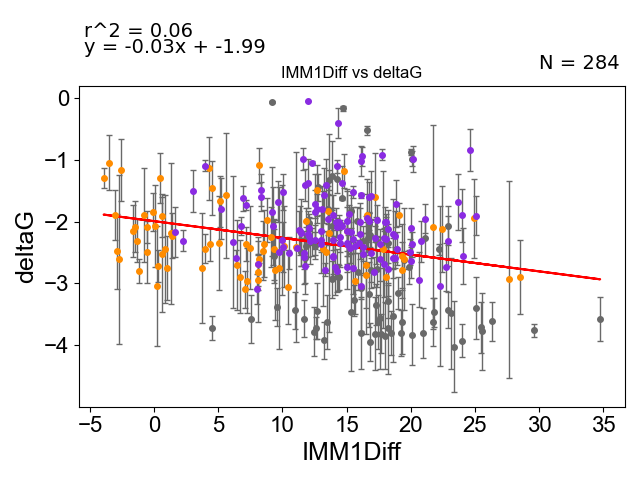 r^2 = 0.06
y = -0.03x + -1.99
N = 284
IMM1Diff vs deltaG
0
−1
−2
−3
−4
deltaG
−5 0 5 10 15 20 25 30 35
IMM1Diff